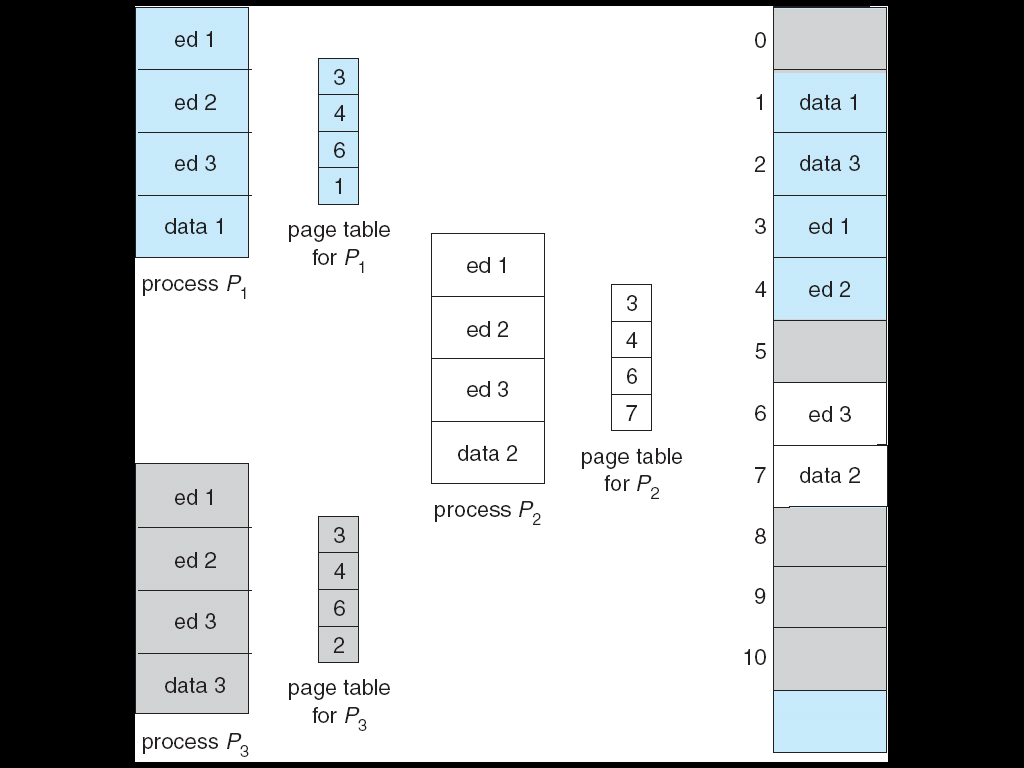 ed 1
ed 2
ed 3
data 1
process P1
3
4
6
1
page table
for P1
ed 1
ed 2
ed 3
data 2
process P2
3
4
6
7
page table
for P2
ed 1
ed 2
ed 3
data 3
process P3
3
4
6
2
page table
for P3
0
1 data 1
2 data 3
3 ed 1
4 ed 2
5
6 ed 3
7 data 2
8
9
10